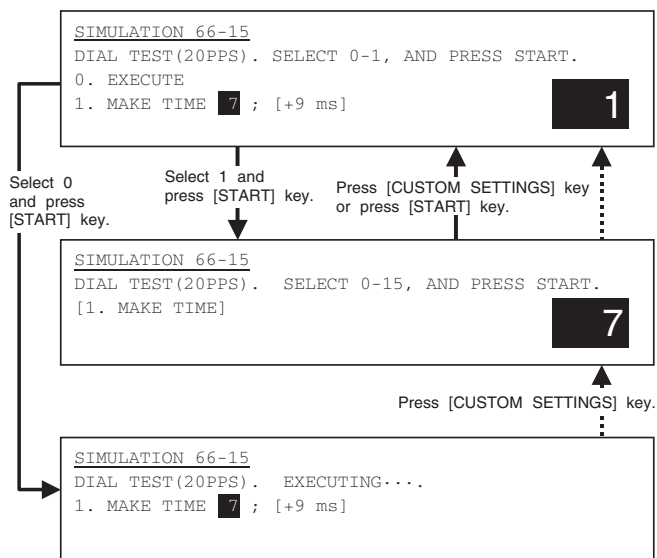 SIMULATION 66-15
DIAL TEST(20PPS). SELECT 0-1, AND PRESS START.
0. EXECUTE
1. MAKE TIME 7 ; [+9 ms]
1
Select 0
and press
[START] key.
Select 1 and
press [START] key.
Press [CUSTOM SETTINGS] key
or press [START] key.
SIMULATION 66-15
DIAL TEST(20PPS). SELECT 0-15, AND PRESS START.
[1. MAKE TIME]
7
Press [CUSTOM SETTINGS] key.
SIMULATION 66-15
DIAL TEST(20PPS). EXECUTING····.
1. MAKE TIME 7 ; [+9 ms]